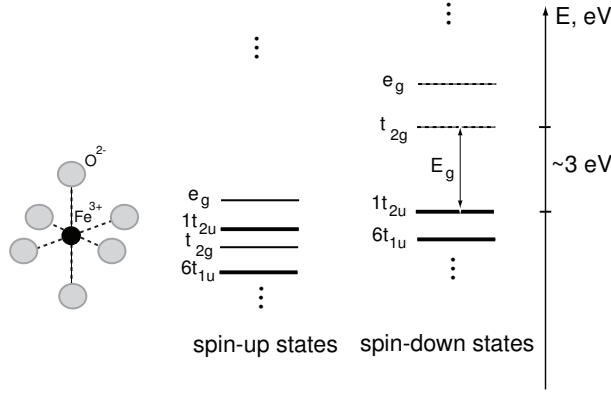 O2-
Fe3+
eg
1t2u
t2g
6t1u
spin-up states
eg
t2g
Eg
1t2u
6t1u
spin-down states
E, eV
~3 eV